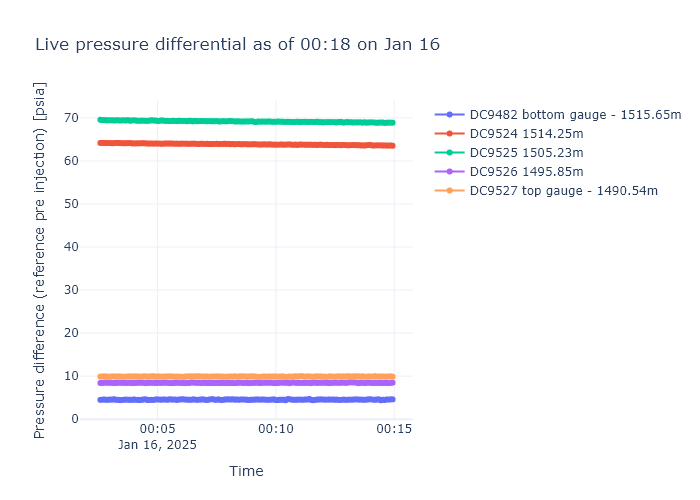 Live pressure differential as of 00:18 on Jan 16
Pressure difference (reference pre injection) [psia]
70
60
50
40
30
20
10
0
00:05
00:10
00:15
Jan 16, 2025
Time
DC9482 bottom gauge - 1515.65m
DC9524 1514.25m
DC9525 1505.23m
DC9526 1495.85m
DC9527 top gauge - 1490.54m